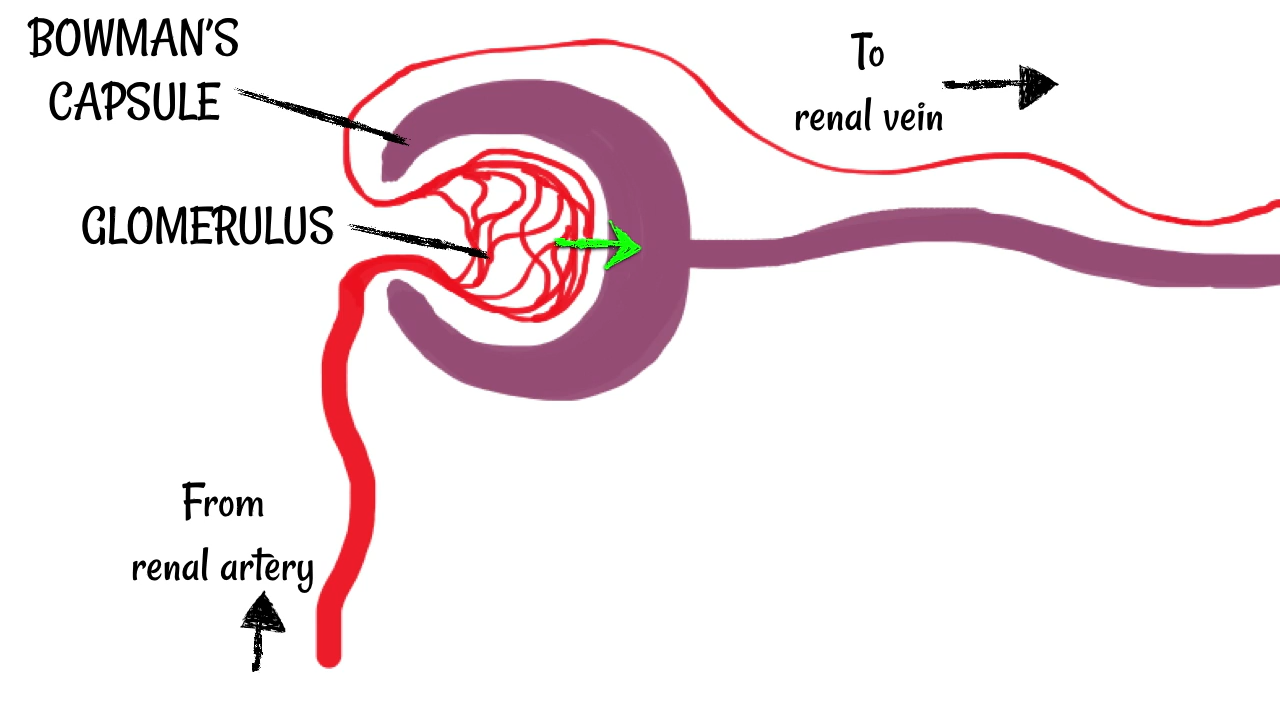 BOWMAN'S
CAPSULE
GLOMERULUS
To
renal vein
From
renal artery